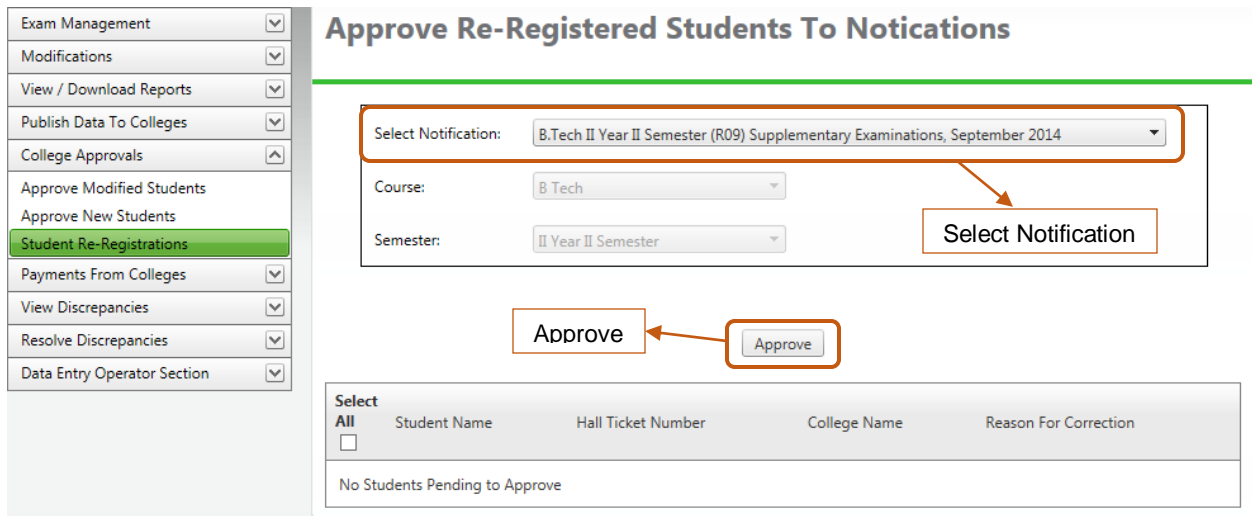 Exam Management
Modifications
View / Download Reports
Publish Data To Colleges
College Approvals
Approve Modified Students
Approve New Students
Student Re-Registrations
Payments From Colleges
View Discrepancies
Resolve Discrepancies
Data Entry Operator Section
Approve Re-Registered Students To Notications
Select Notification: B.Tech II Year II Semester (R09) Supplementary Examinations, September 2014
Course: B Tech
Semester: II Year II Semester
Select Notification
Approve
Approve
Select All Student Name Hall Ticket Number College Name Reason For Correction
No Students Pending to Approve